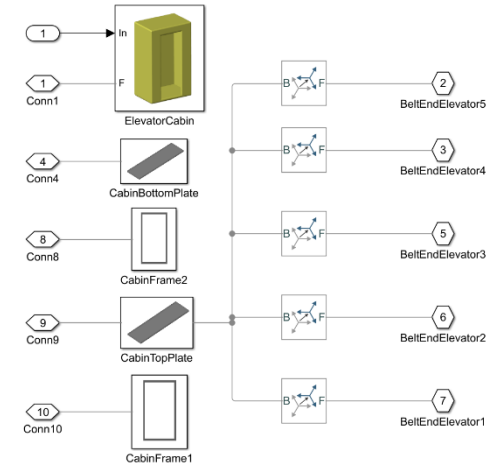 1 In
1 F
Conn1
ElevatorCabin
B F 2
BeltEndElevator5
4
Conn4
CabinBottomPlate
B F 3
BeltEndElevator4
8
Conn8
CabinFrame2
B F 5
BeltEndElevator3
9
Conn9
CabinTopPlate
B F 6
BeltEndElevator2
10
Conn10
CabinFrame1
B F 7
BeltEndElevator1